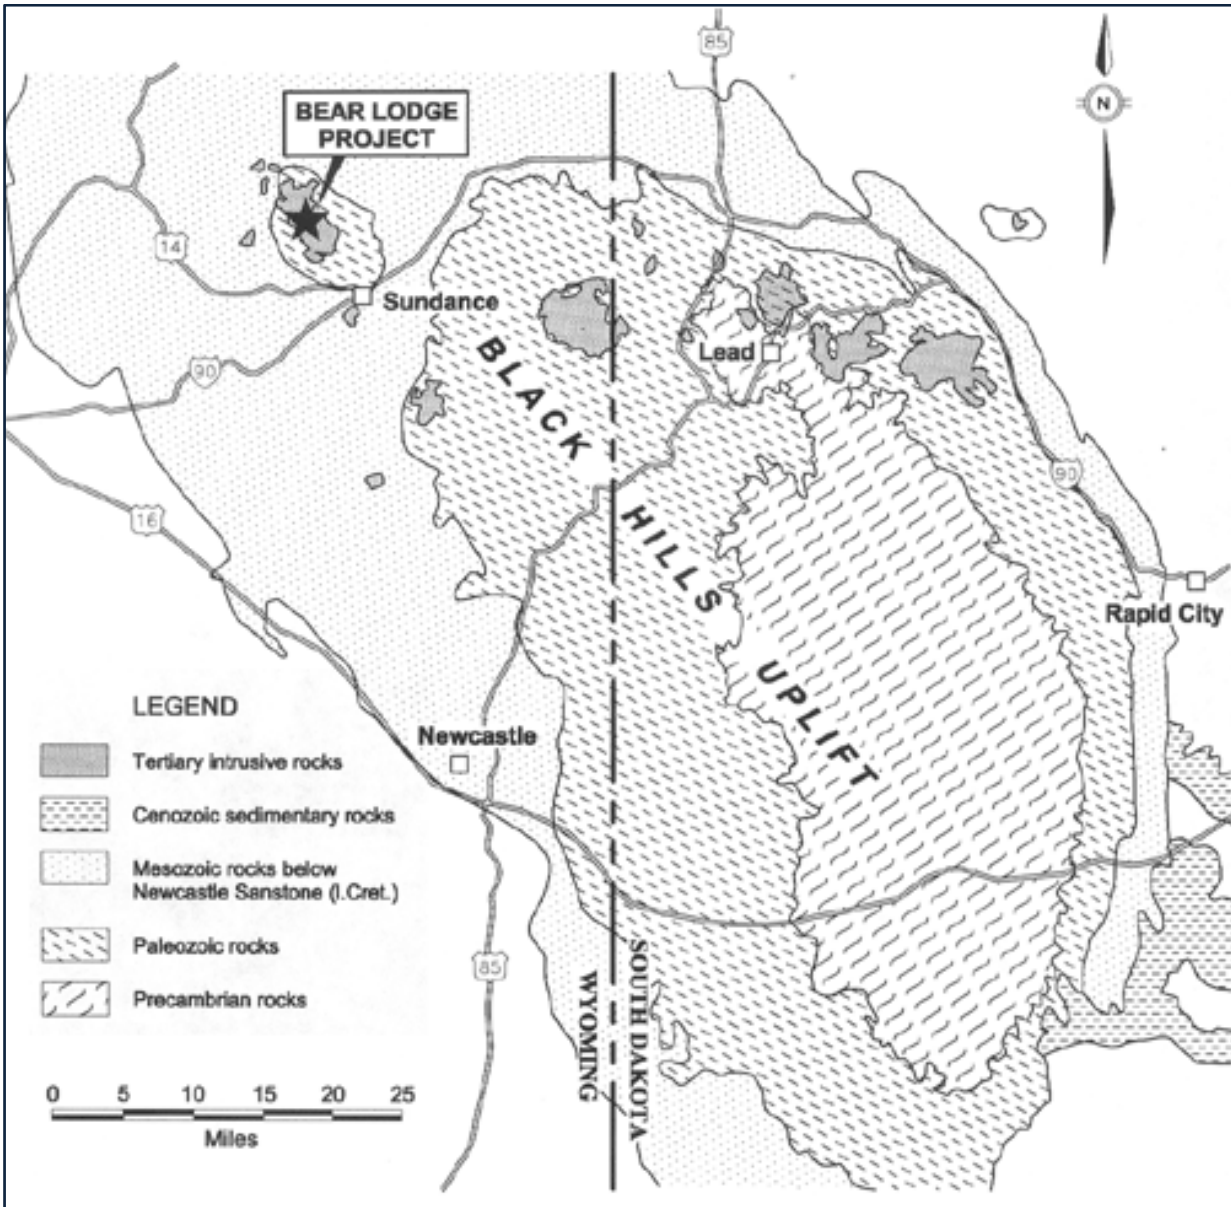 85
N
BEAR LODGE
PROJECT
14
Sundance
90
Lead
BLACK
HILLS
UPLIFT
90
16
Rapid City
Newcastle
LEGEND
Tertiary intrusive rocks
Cenozoic sedimentary rocks
Mesozoic rocks below
Newcastle Sanstone (l.Cret.)
Paleozoic rocks
Precambrian rocks
85
WYOMING
SOUTH DAKOTA
0 5 10 15 20 25
Miles